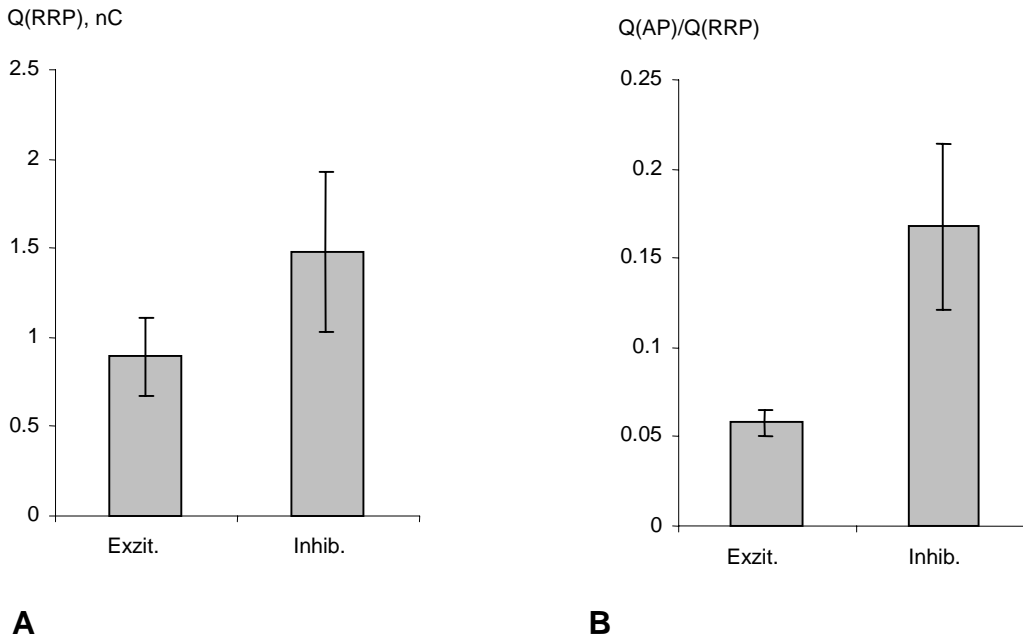 Q(RRP), nC
2.5
2
1.5
1
0.5
0
Exzit. Inhib.
A
Q(AP)/Q(RRP)
0.25
0.2
0.15
0.1
0.05
0
Exzit. Inhib.
B